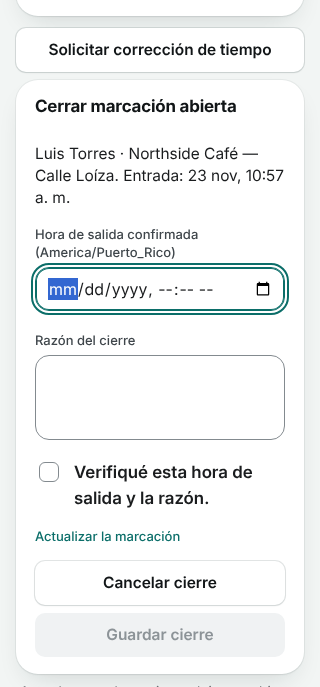 Solicitar corrección de tiempo
Cerrar marcación abierta
Luis Torres · Northside Café —
Calle Loíza. Entrada: 23 nov, 10:57
a. m.
Hora de salida confirmada
(America/Puerto_Rico)
mm/dd/yyyy, --:-- --
Razón del cierre
Verifiqué esta hora de
salida y la razón.
Actualizar la marcación
Cancelar cierre
Guardar cierre